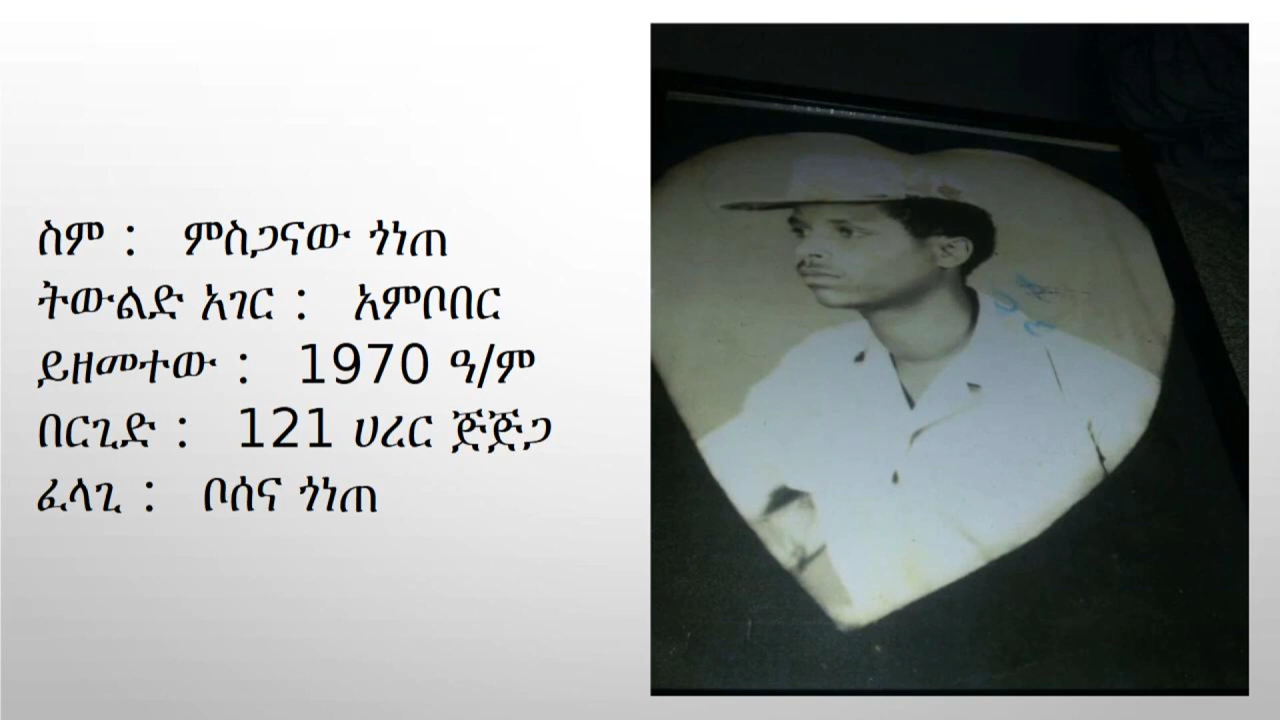 ስም : ምስጋናው ጎነጠ
ትውልድ አገር : አምቦበር
ይዘመተው : 1970 ዓ/ም
በርጊድ : 121 ሀረር ጅጅጋ
ፈላጊ : ቦሰና ጎነጠ